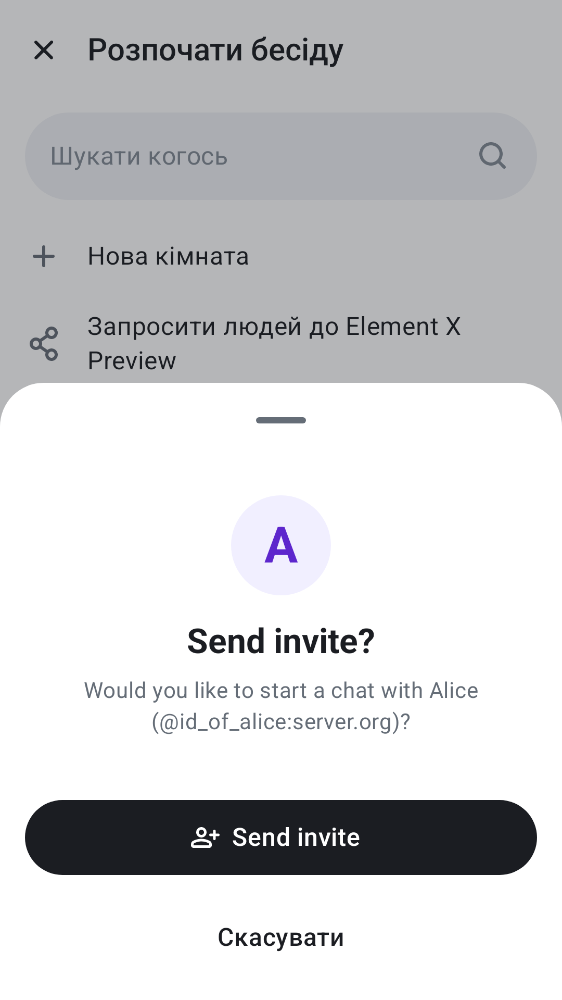 Розпочати бесіду
Шукати когось
Нова кімната
Запросити людей до Element X
Preview
A
Send invite?
Would you like to start a chat with Alice
(@id_of_alice:server.org)?
Send invite
Скасувати